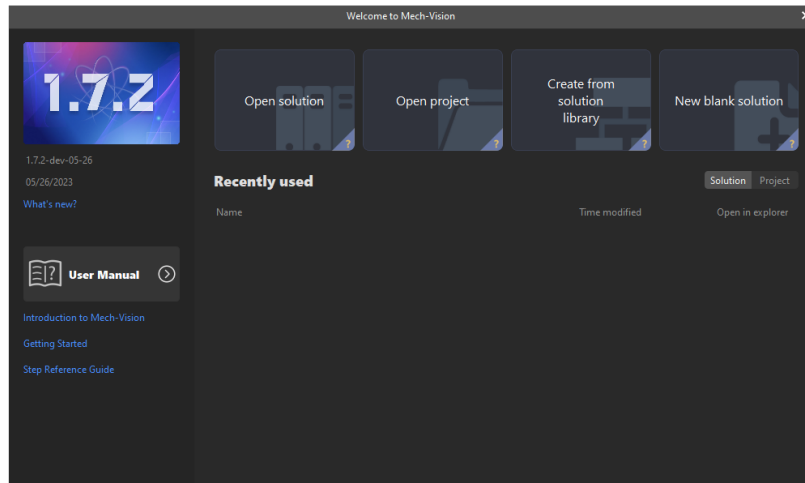 Welcome to Mech-Vision
1.7.2
1.7.2-dev-05-26
05/26/2023
What's new?
User Manual
Introduction to Mech-Vision
Getting Started
Step Reference Guide
Open solution
?
Open project
?
Create from
solution
library
?
New blank solution
?
Recently used
Solution Project
Name Time modified Open in explorer